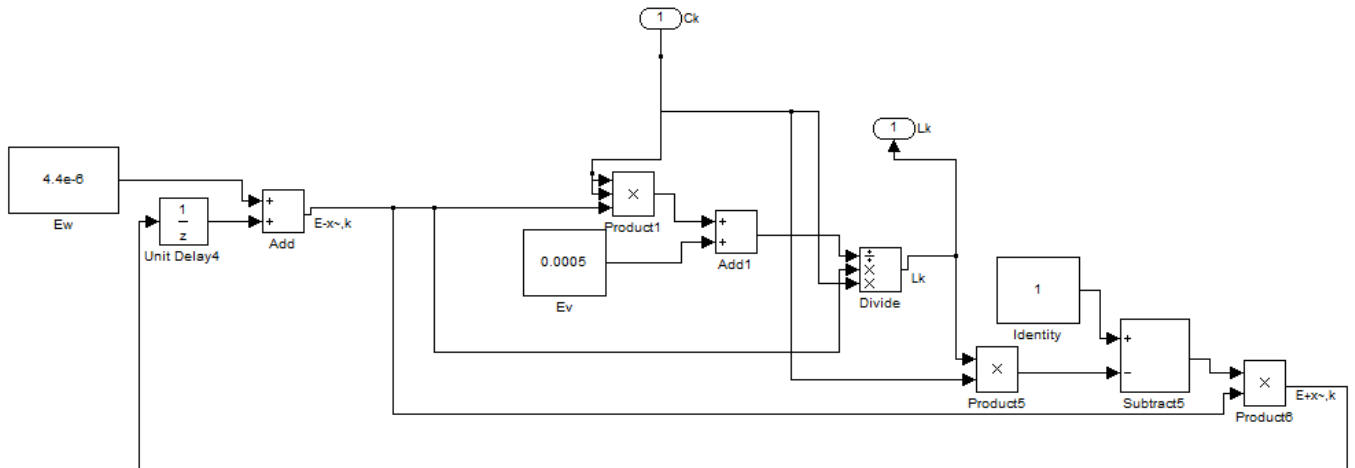 1
Ck
1
Lk
4.4e-6
Ew
1
z
Unit Delay4
+
+
Add
E-x~,k
×
Product1
0.0005
Ev
+
+
Add1
÷
×
×
Divide
Lk
1
Identity
×
Product5
+
−
Subtract5
×
Product6
E+x~,k